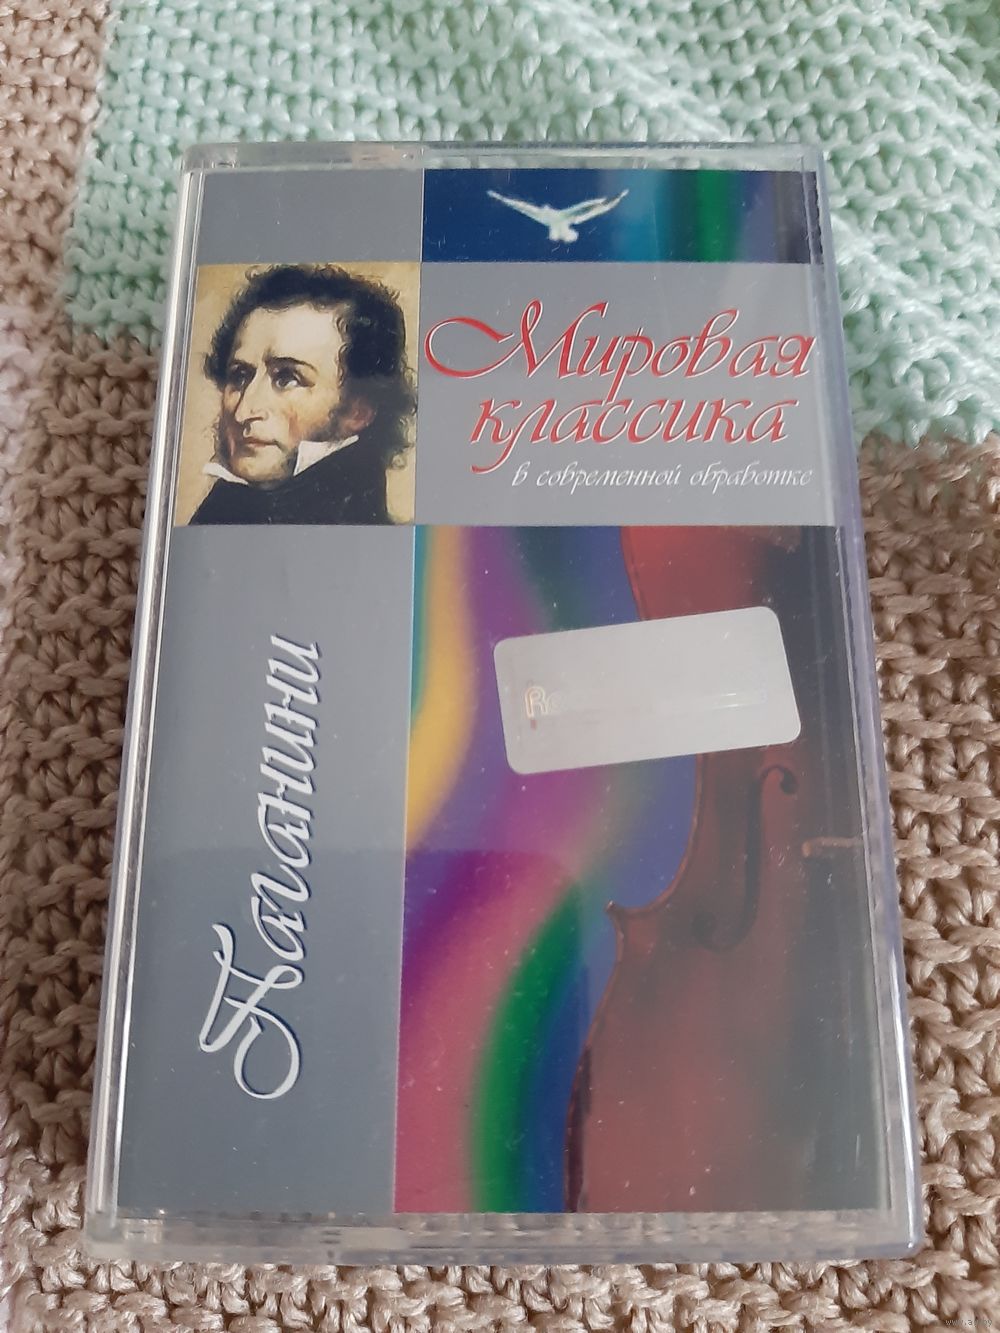 Мировая
классика
в современной обработке
Паганини